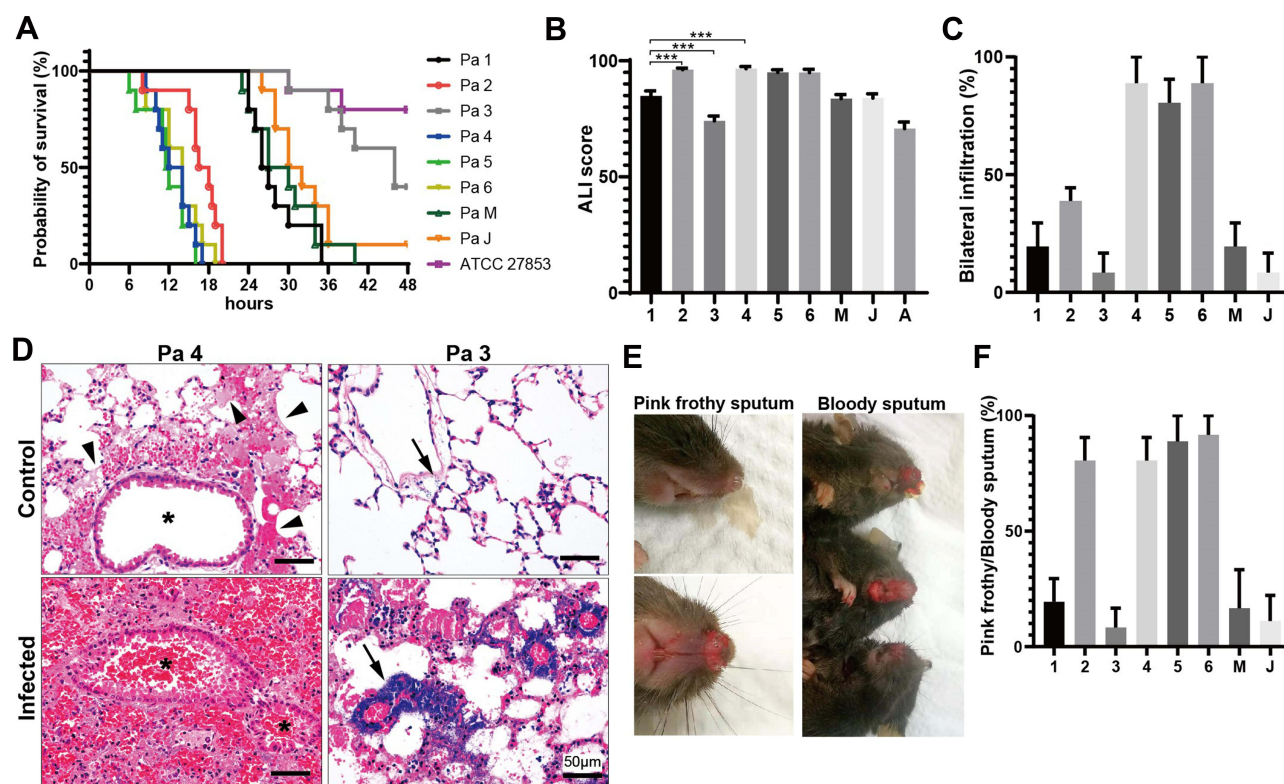 A
Probability of survival (%)
100
50
0
0 6 12 18 24 30 36 42 48
hours
Pa 1
Pa 2
Pa 3
Pa 4
Pa 5
Pa 6
Pa M
Pa J
ATCC 27853
B
ALI score
***
***
***
100
50
0
1 2 3 4 5 6 M J A
C
Bilateral infiltration (%)
100
50
0
1 2 3 4 5 6 M J
D
Pa 4 Pa 3
Control
*
Infected
*
*
50μm
E
Pink frothy sputum Bloody sputum
F
Pink frothy/Bloody sputum (%)
100
50
0
1 2 3 4 5 6 M J